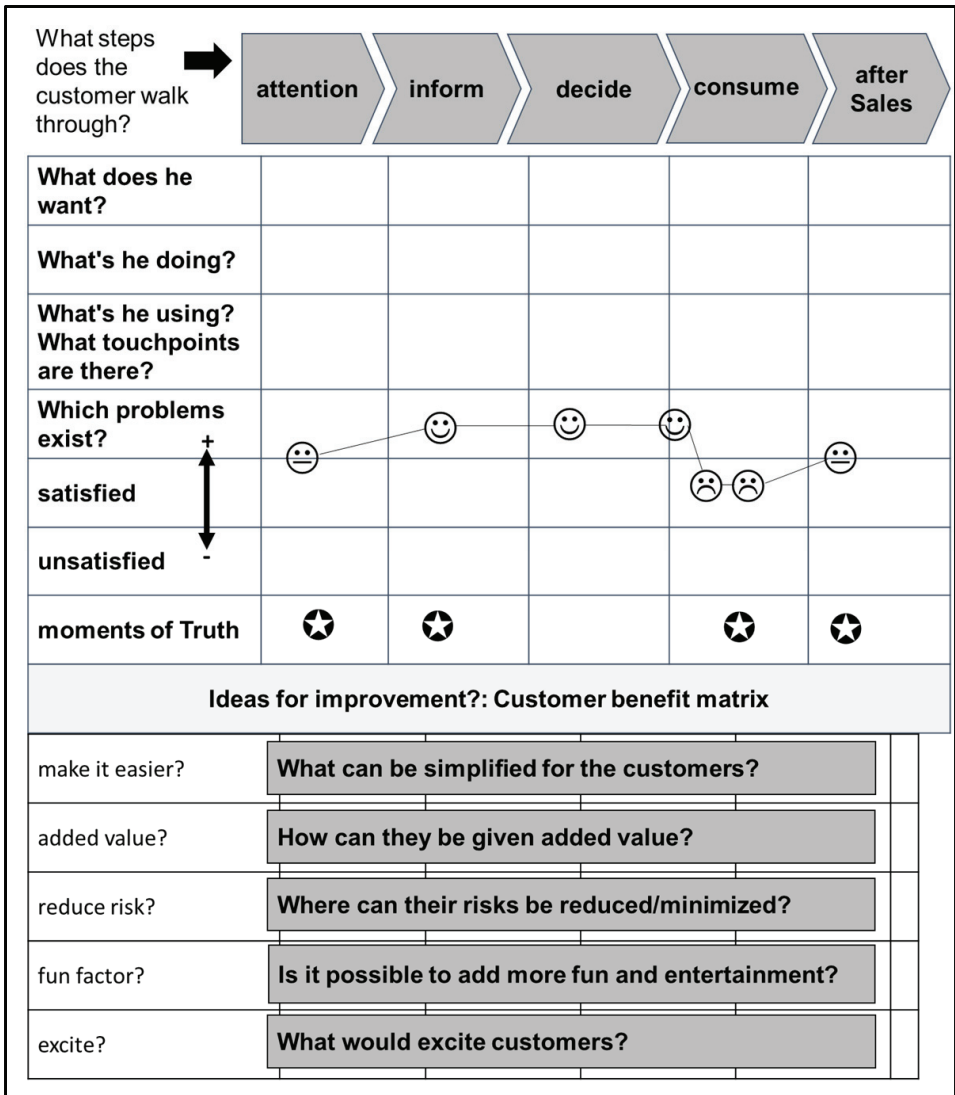 What steps
does the
customer walk
through?
attention
inform
decide
consume
after
Sales
What does he
want?
What's he doing?
What's he using?
What touchpoints
are there?
Which problems
exist?
+
satisfied
unsatisfied
-
moments of Truth
Ideas for improvement?: Customer benefit matrix
make it easier?
What can be simplified for the customers?
added value?
How can they be given added value?
reduce risk?
Where can their risks be reduced/minimized?
fun factor?
Is it possible to add more fun and entertainment?
excite?
What would excite customers?